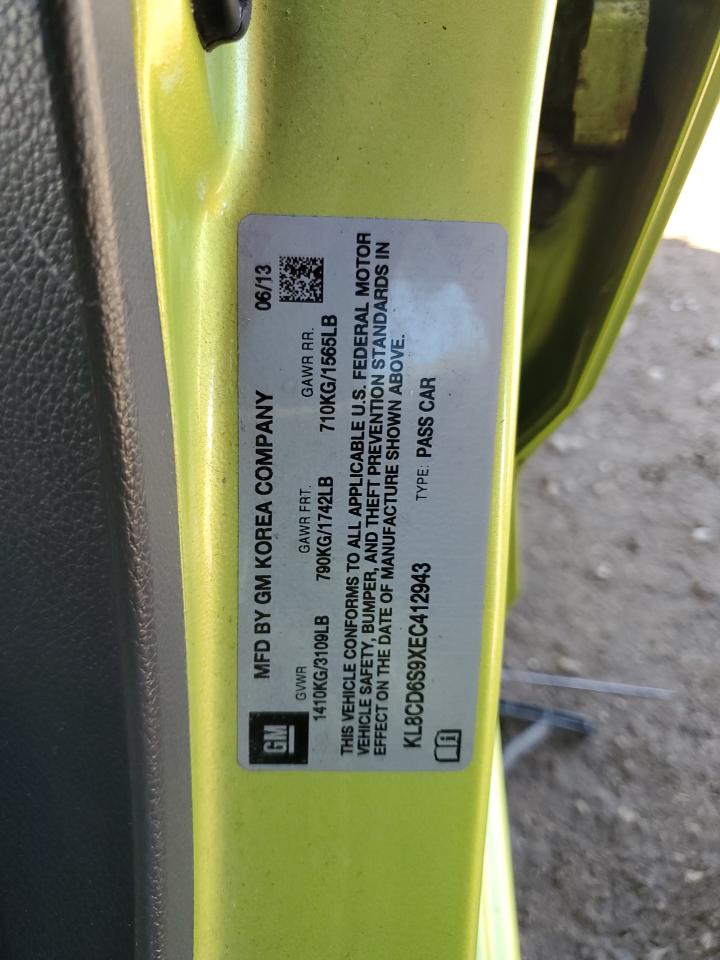 GM
MFD BY GM KOREA COMPANY 06/13
GVWR GAWR FRT. GAWR RR.
1410KG/3109LB 790KG/1742LB 710KG/1565LB
THIS VEHICLE CONFORMS TO ALL APPLICABLE U.S. FEDERAL MOTOR
VEHICLE SAFETY, BUMPER, AND THEFT PREVENTION STANDARDS IN
EFFECT ON THE DATE OF MANUFACTURE SHOWN ABOVE.
KL8CD6S9XEC412943 TYPE: PASS CAR